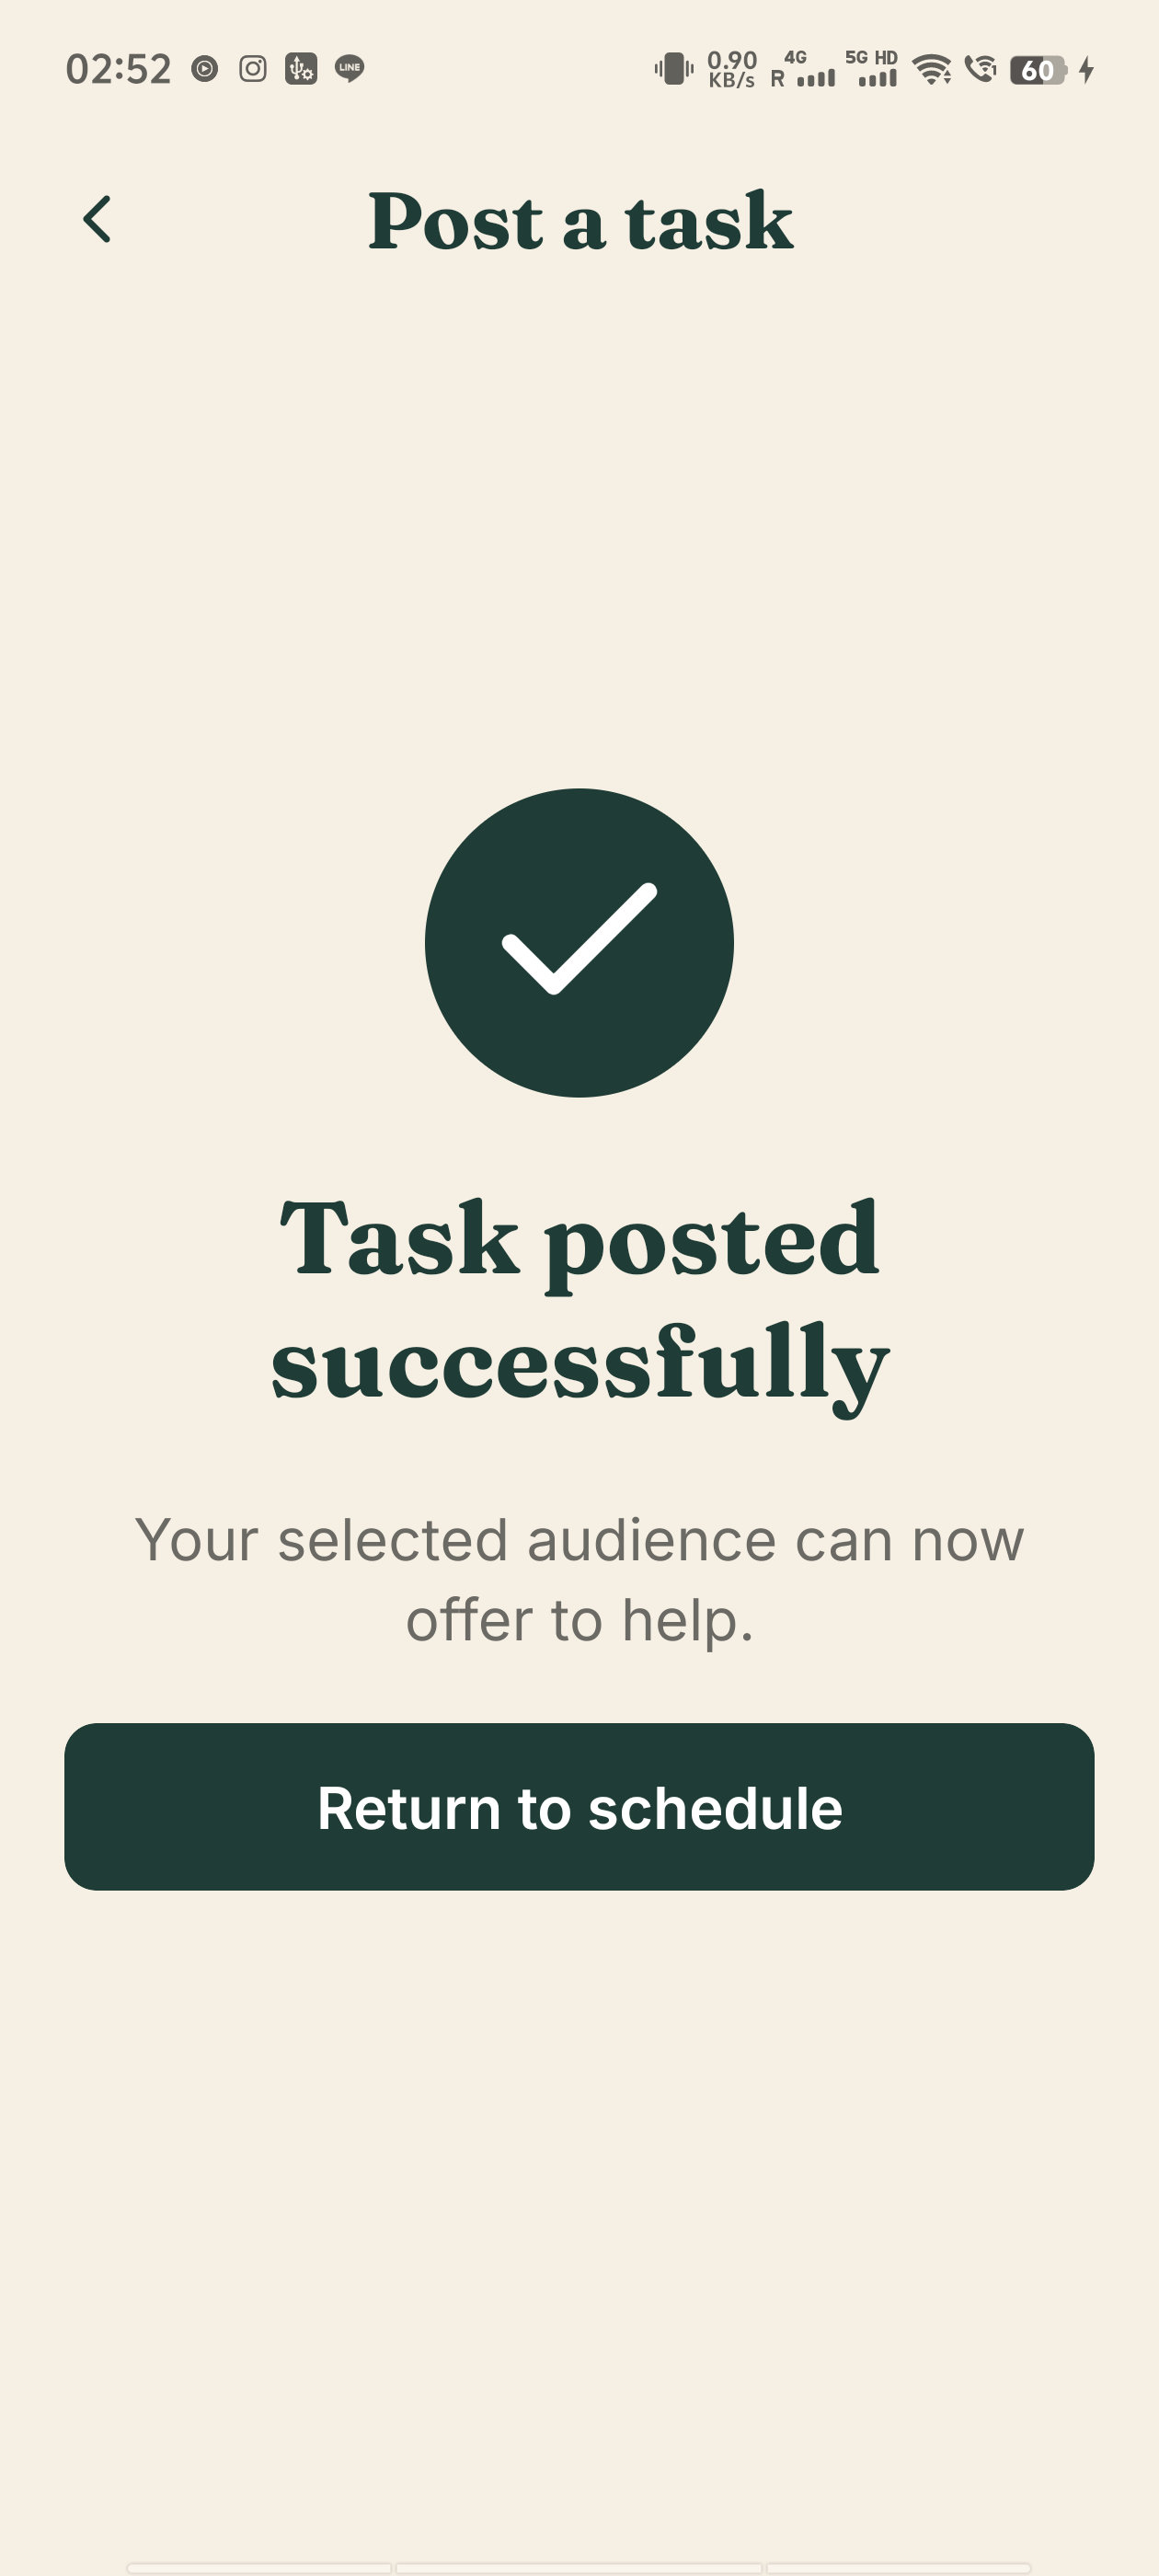 02:52 LINE 0.90 KB/s R 4G 5G HD 60
Post a task
Task posted
successfully
Your selected audience can now
offer to help.
Return to schedule